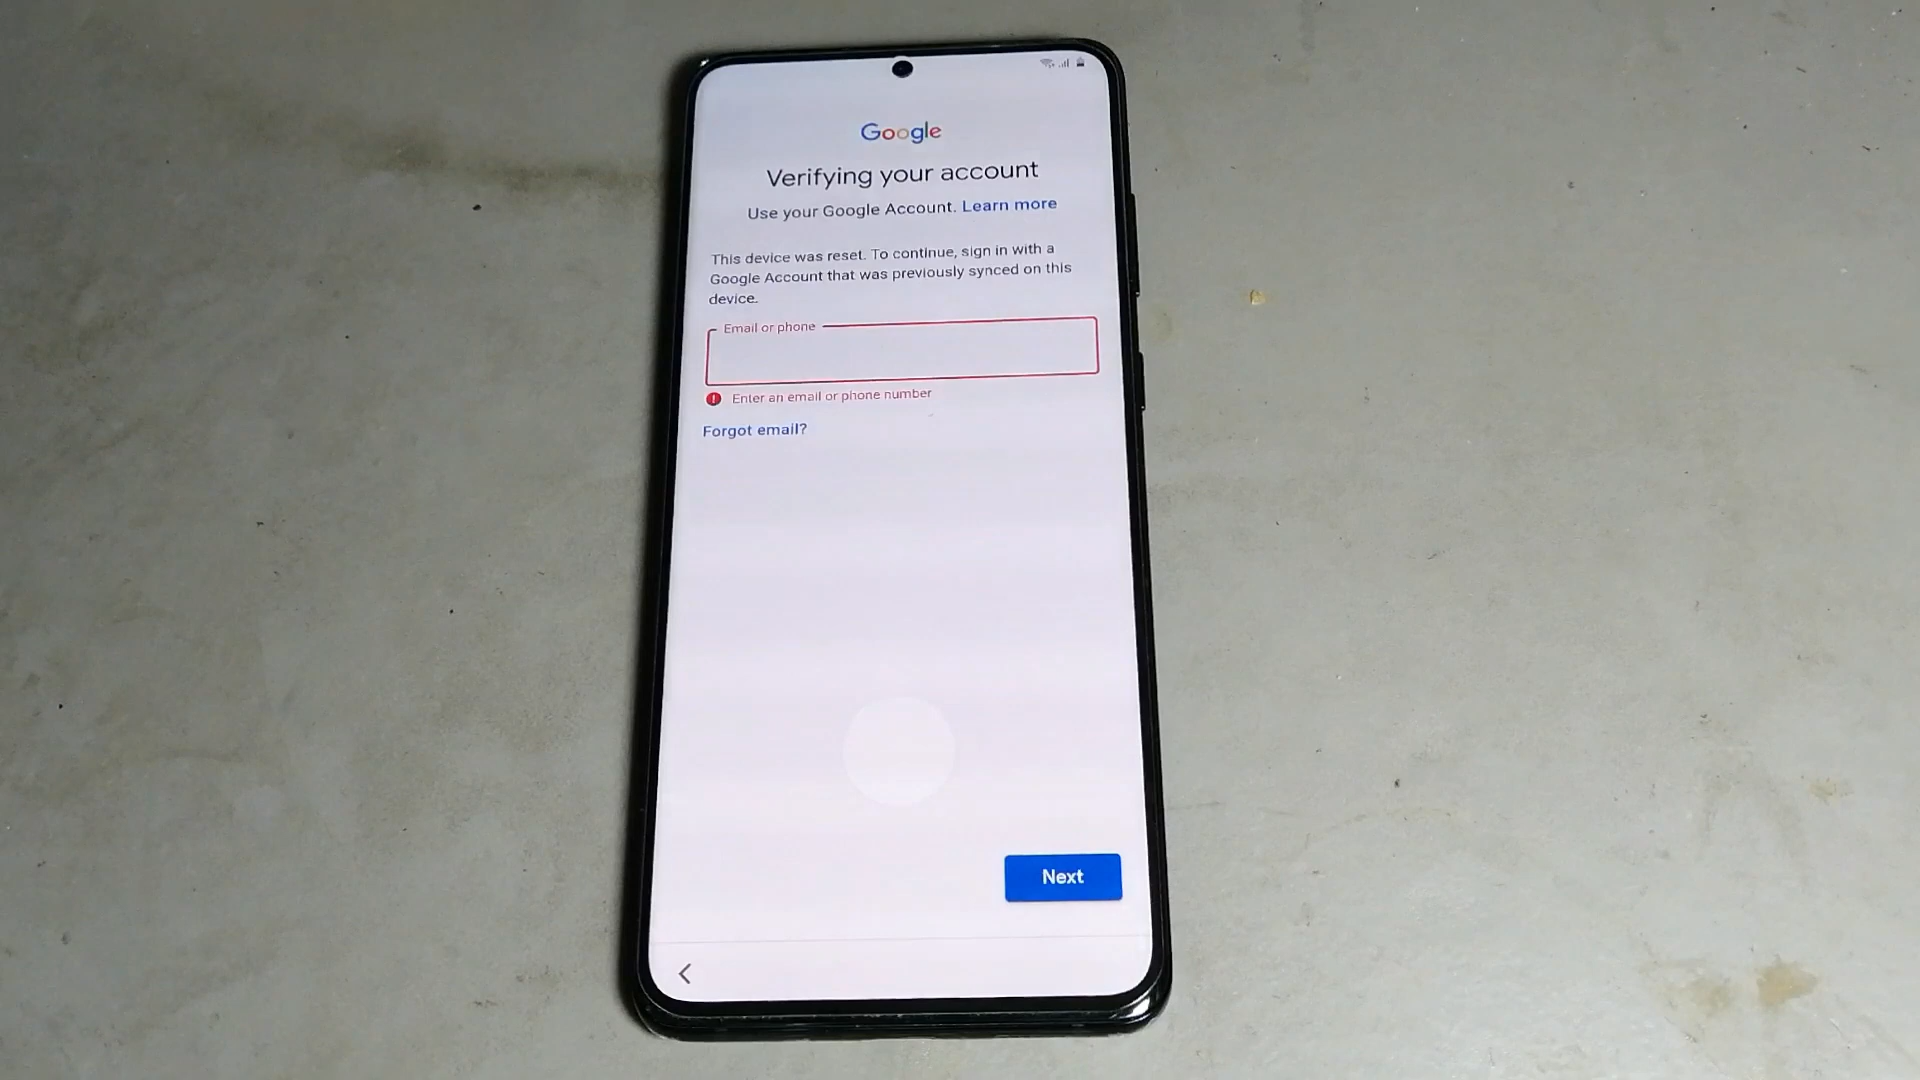 Google
Verifying your account
Use your Google Account. Learn more
This device was reset. To continue, sign in with a
Google Account that was previously synced on this
device.
Email or phone
Enter an email or phone number
Forgot email?
Next